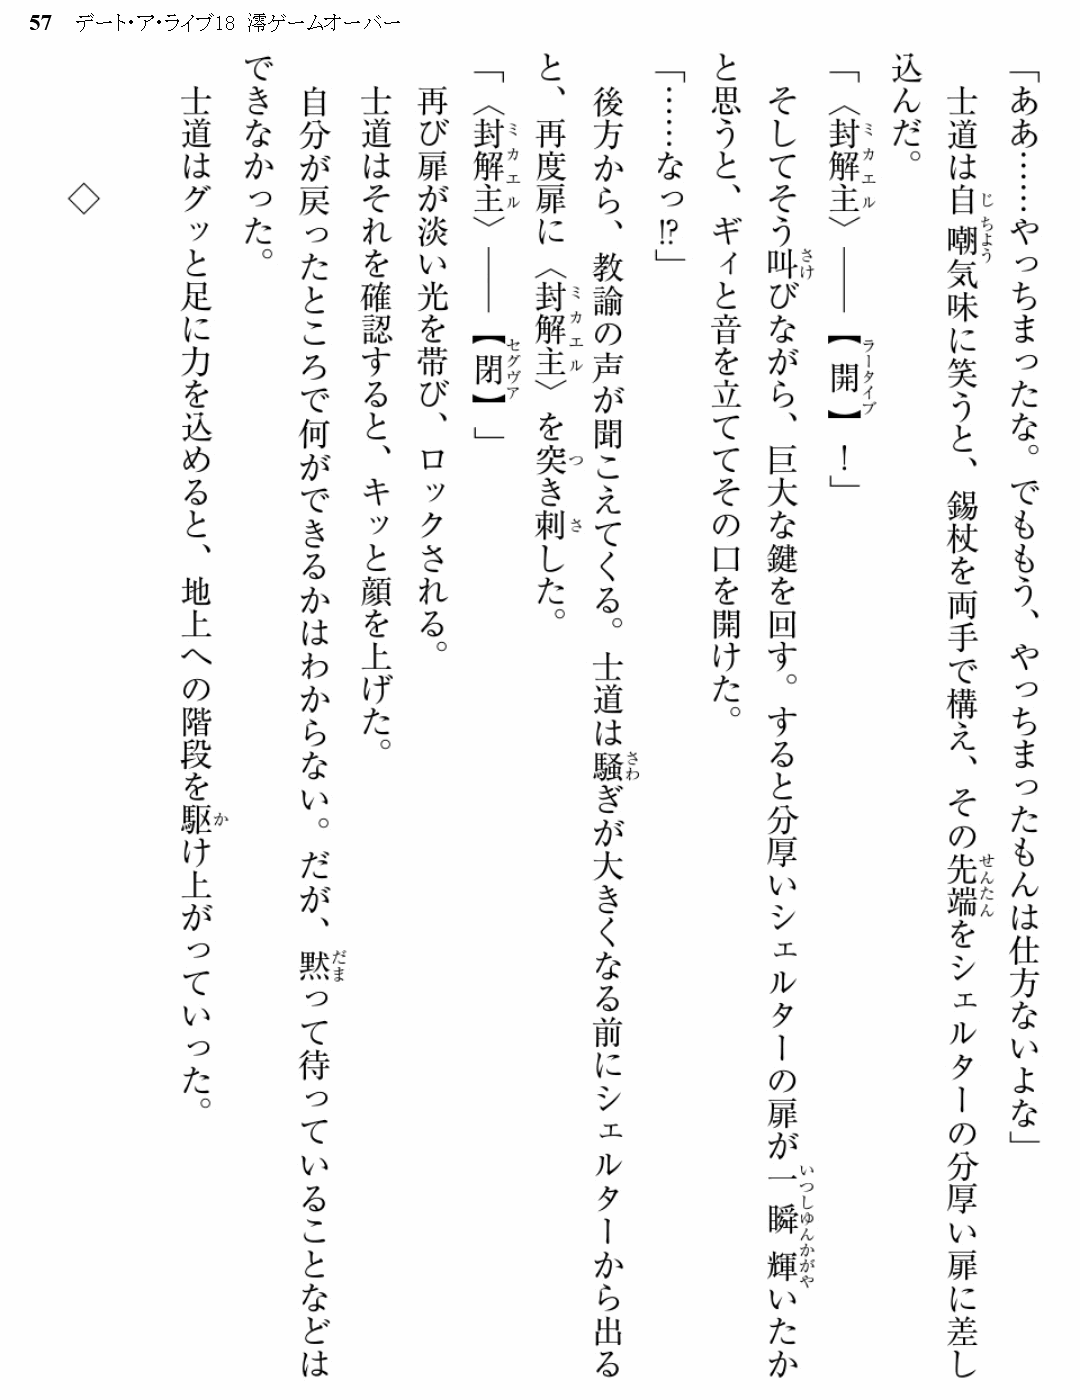 57 デート・ア・ライブ18 澪ゲームオーバー
「ああ……やっちまったな。でももう、やっちまったもんは仕方ないよな」
士道は自嘲気味に笑うと、錫杖を両手で構え、その先端をシェルターの分厚い扉に差し
込んだ。
「〈封解主〉――【開】！」
そしてそう叫びながら、巨大な鍵を回す。すると分厚いシェルターの扉が一瞬輝いたか
と思うと、ギィと音を立ててその口を開けた。
「……なっ!?」
後方から、教諭の声が聞こえてくる。士道は騒ぎが大きくなる前にシェルターから出る
と、再度扉に〈封解主〉を突き刺した。
「〈封解主〉――【閉】」
再び扉が淡い光を帯び、ロックされる。
士道はそれを確認すると、キッと顔を上げた。
自分が戻ったところで何ができるかはわからない。だが、黙って待っていることなどは
できなかった。
士道はグッと足に力を込めると、地上への階段を駆け上がっていった。
◇